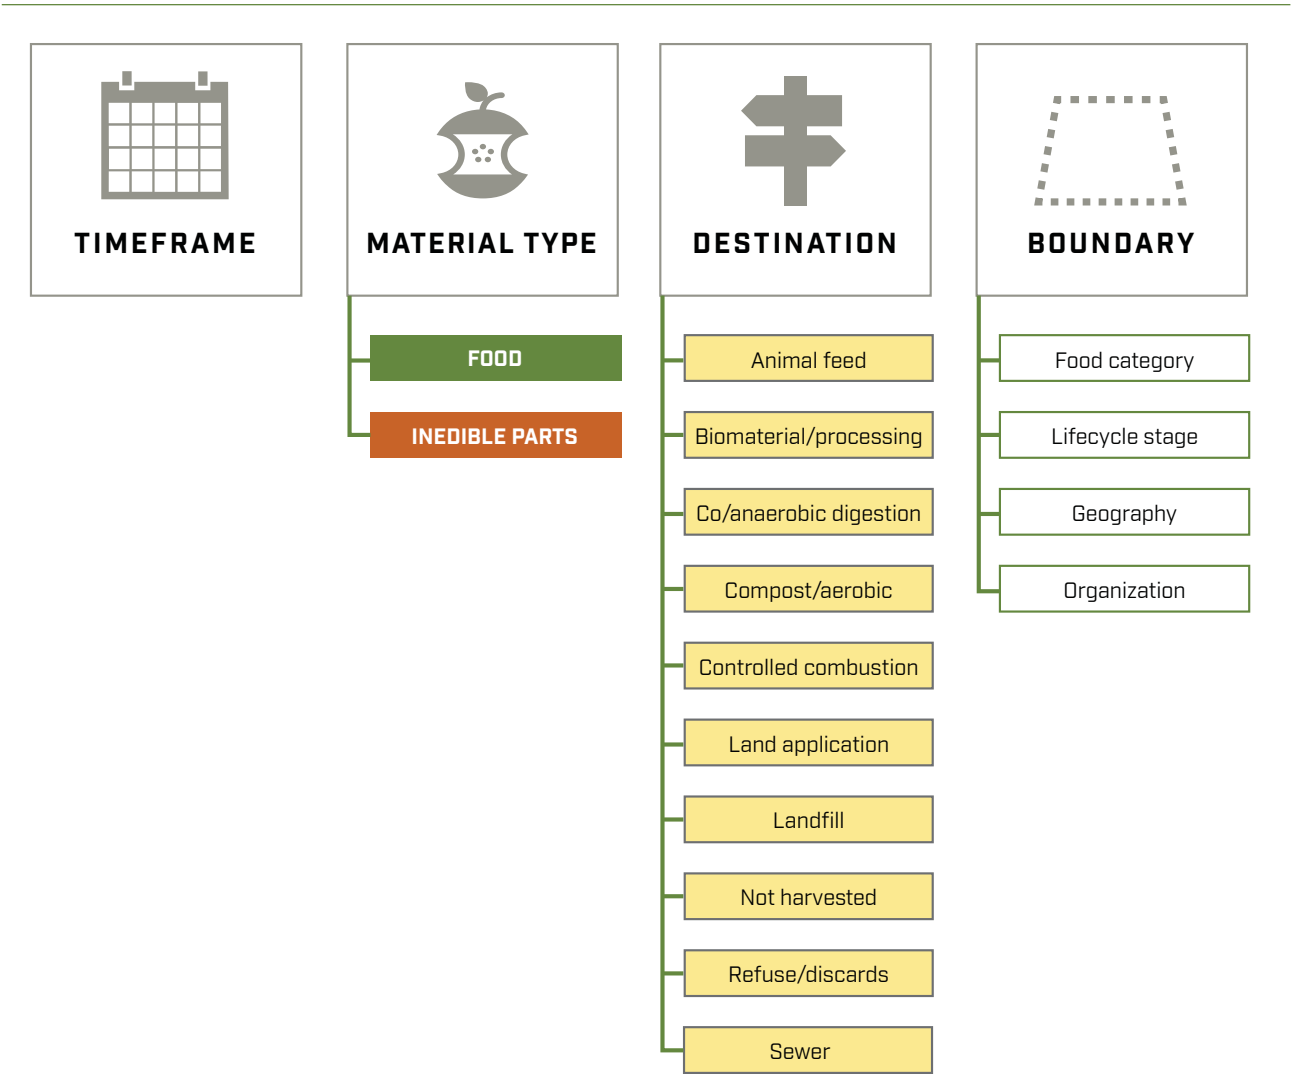 TIMEFRAME
MATERIAL TYPE
DESTINATION
BOUNDARY
FOOD
INEDIBLE PARTS
Animal feed
Biomaterial/processing
Co/anaerobic digestion
Compost/aerobic
Controlled combustion
Land application
Landfill
Not harvested
Refuse/discards
Sewer
Food category
Lifecycle stage
Geography
Organization